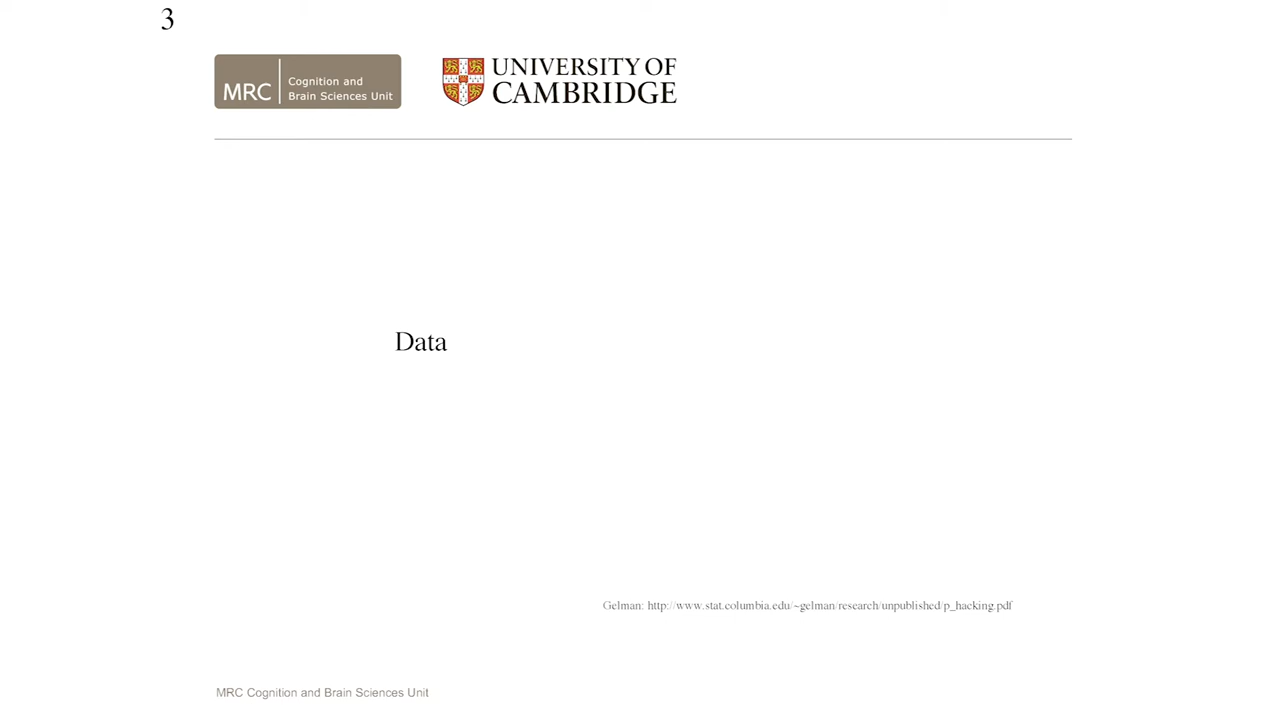 3
MRC
Cognition and
Brain Sciences Unit
UNIVERSITY OF
CAMBRIDGE
Data
Gelman: http://www.stat.columbia.edu/~gelman/research/unpublished/p_hacking.pdf
MRC Cognition and Brain Sciences Unit